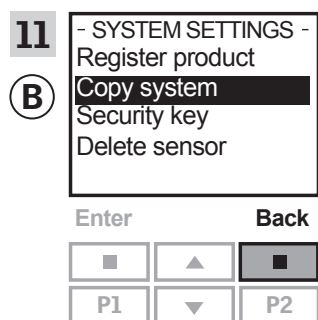 11
B
- SYSTEM SETTINGS -
Register product
Copy system
Security key
Delete sensor
Enter Back
P1 P2